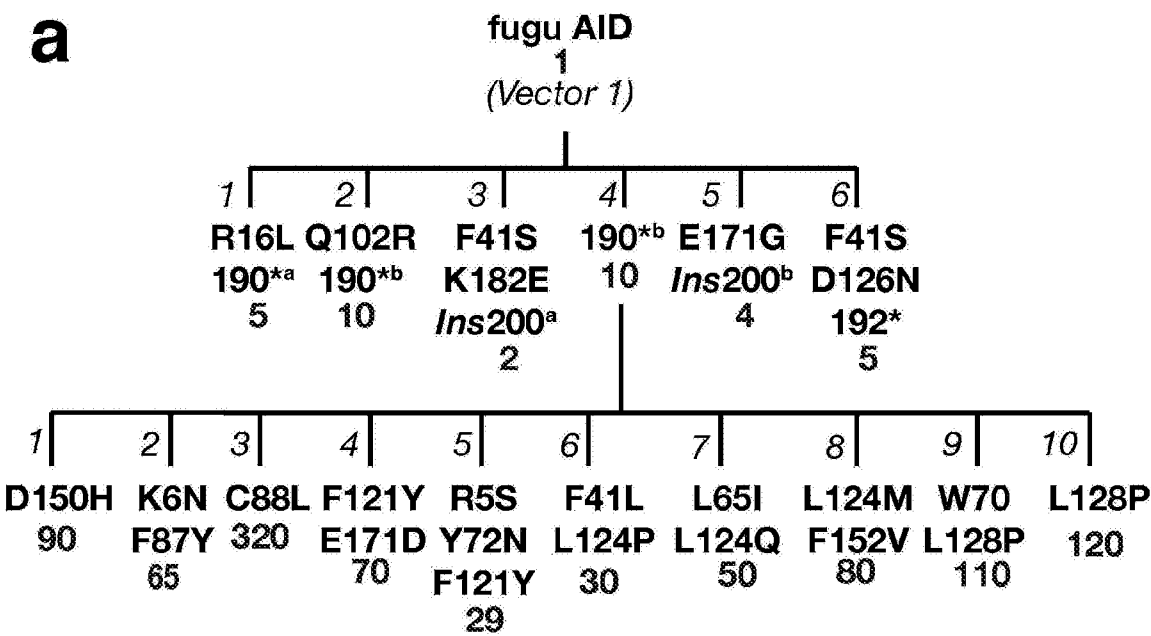 a
fugu AID
1
(Vector 1)
1 2 3 4 5 6
R16L Q102R F41S 190*b E171G F41S
190*a 190*b K182E 10 Ins200b D126N
5 10 Ins200a 4 192*
2 5
1 2 3 4 5 6 7 8 9 10
D150H K6N C88L F121Y R5S F41L L65I L124M W70 L128P
90 F87Y 320 E171D Y72N L124P L124Q F152V L128P 120
65 70 F121Y 30 50 80 110
29